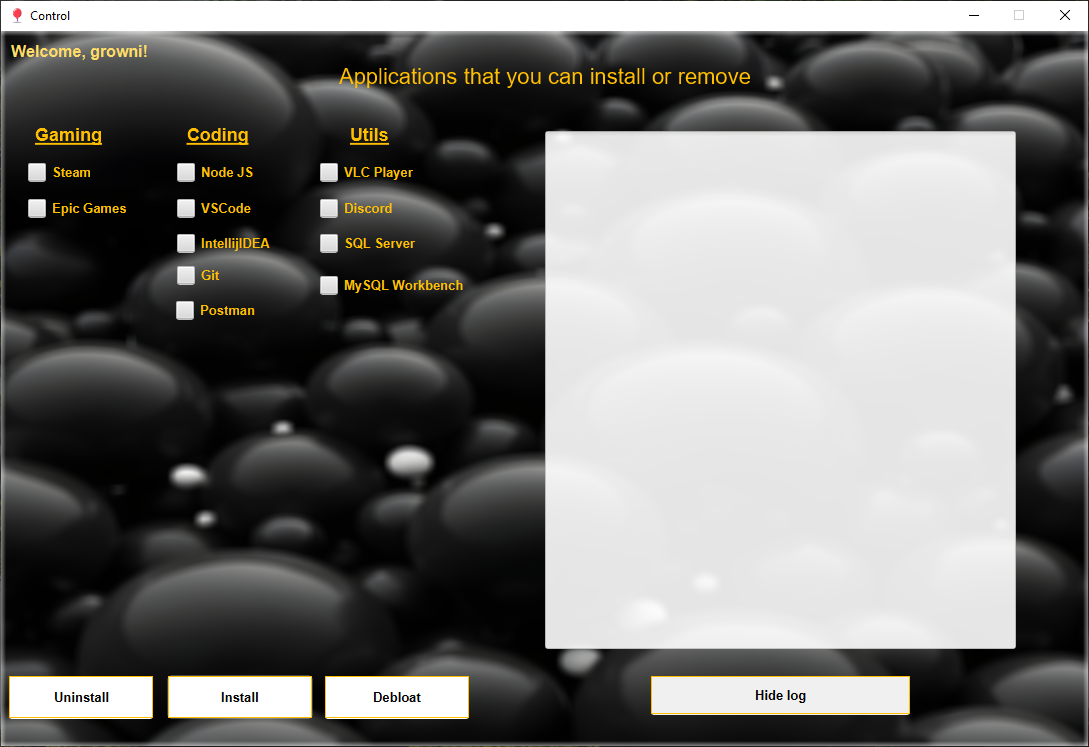 Control
Welcome, growni!
Applications that you can install or remove
Gaming
Steam
Epic Games
Coding
Node JS
VSCode
IntellijIDEA
Git
Postman
Utils
VLC Player
Discord
SQL Server
MySQL Workbench
Uninstall
Install
Debloat
Hide log